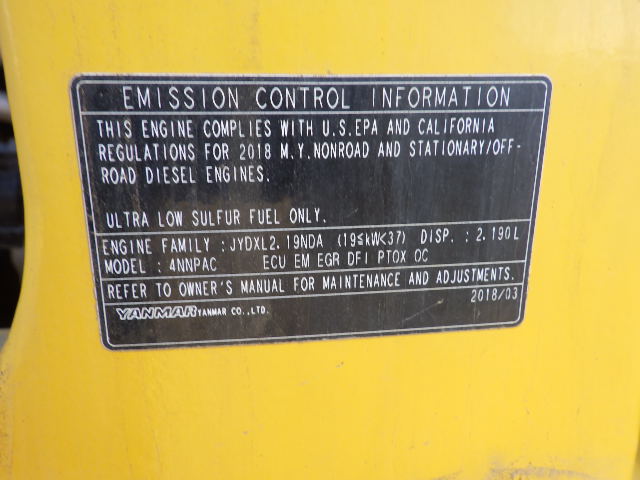 EMISSION CONTROL INFORMATION
THIS ENGINE COMPLIES WITH U.S.EPA AND CALIFORNIA
REGULATIONS FOR 2018 M.Y.NONROAD AND STATIONARY/OFF-
ROAD DIESEL ENGINES.
ULTRA LOW SULFUR FUEL ONLY.
ENGINE FAMILY :JYDXL2.19NDA (19≤kW<37) DISP.:2.190L
MODEL: 4NNPAC ECU EM EGR DFI PTOX OC
REFER TO OWNER'S MANUAL FOR MAINTENANCE AND ADJUSTMENTS.
2018/03
YANMAR YANMAR CO.,LTD.